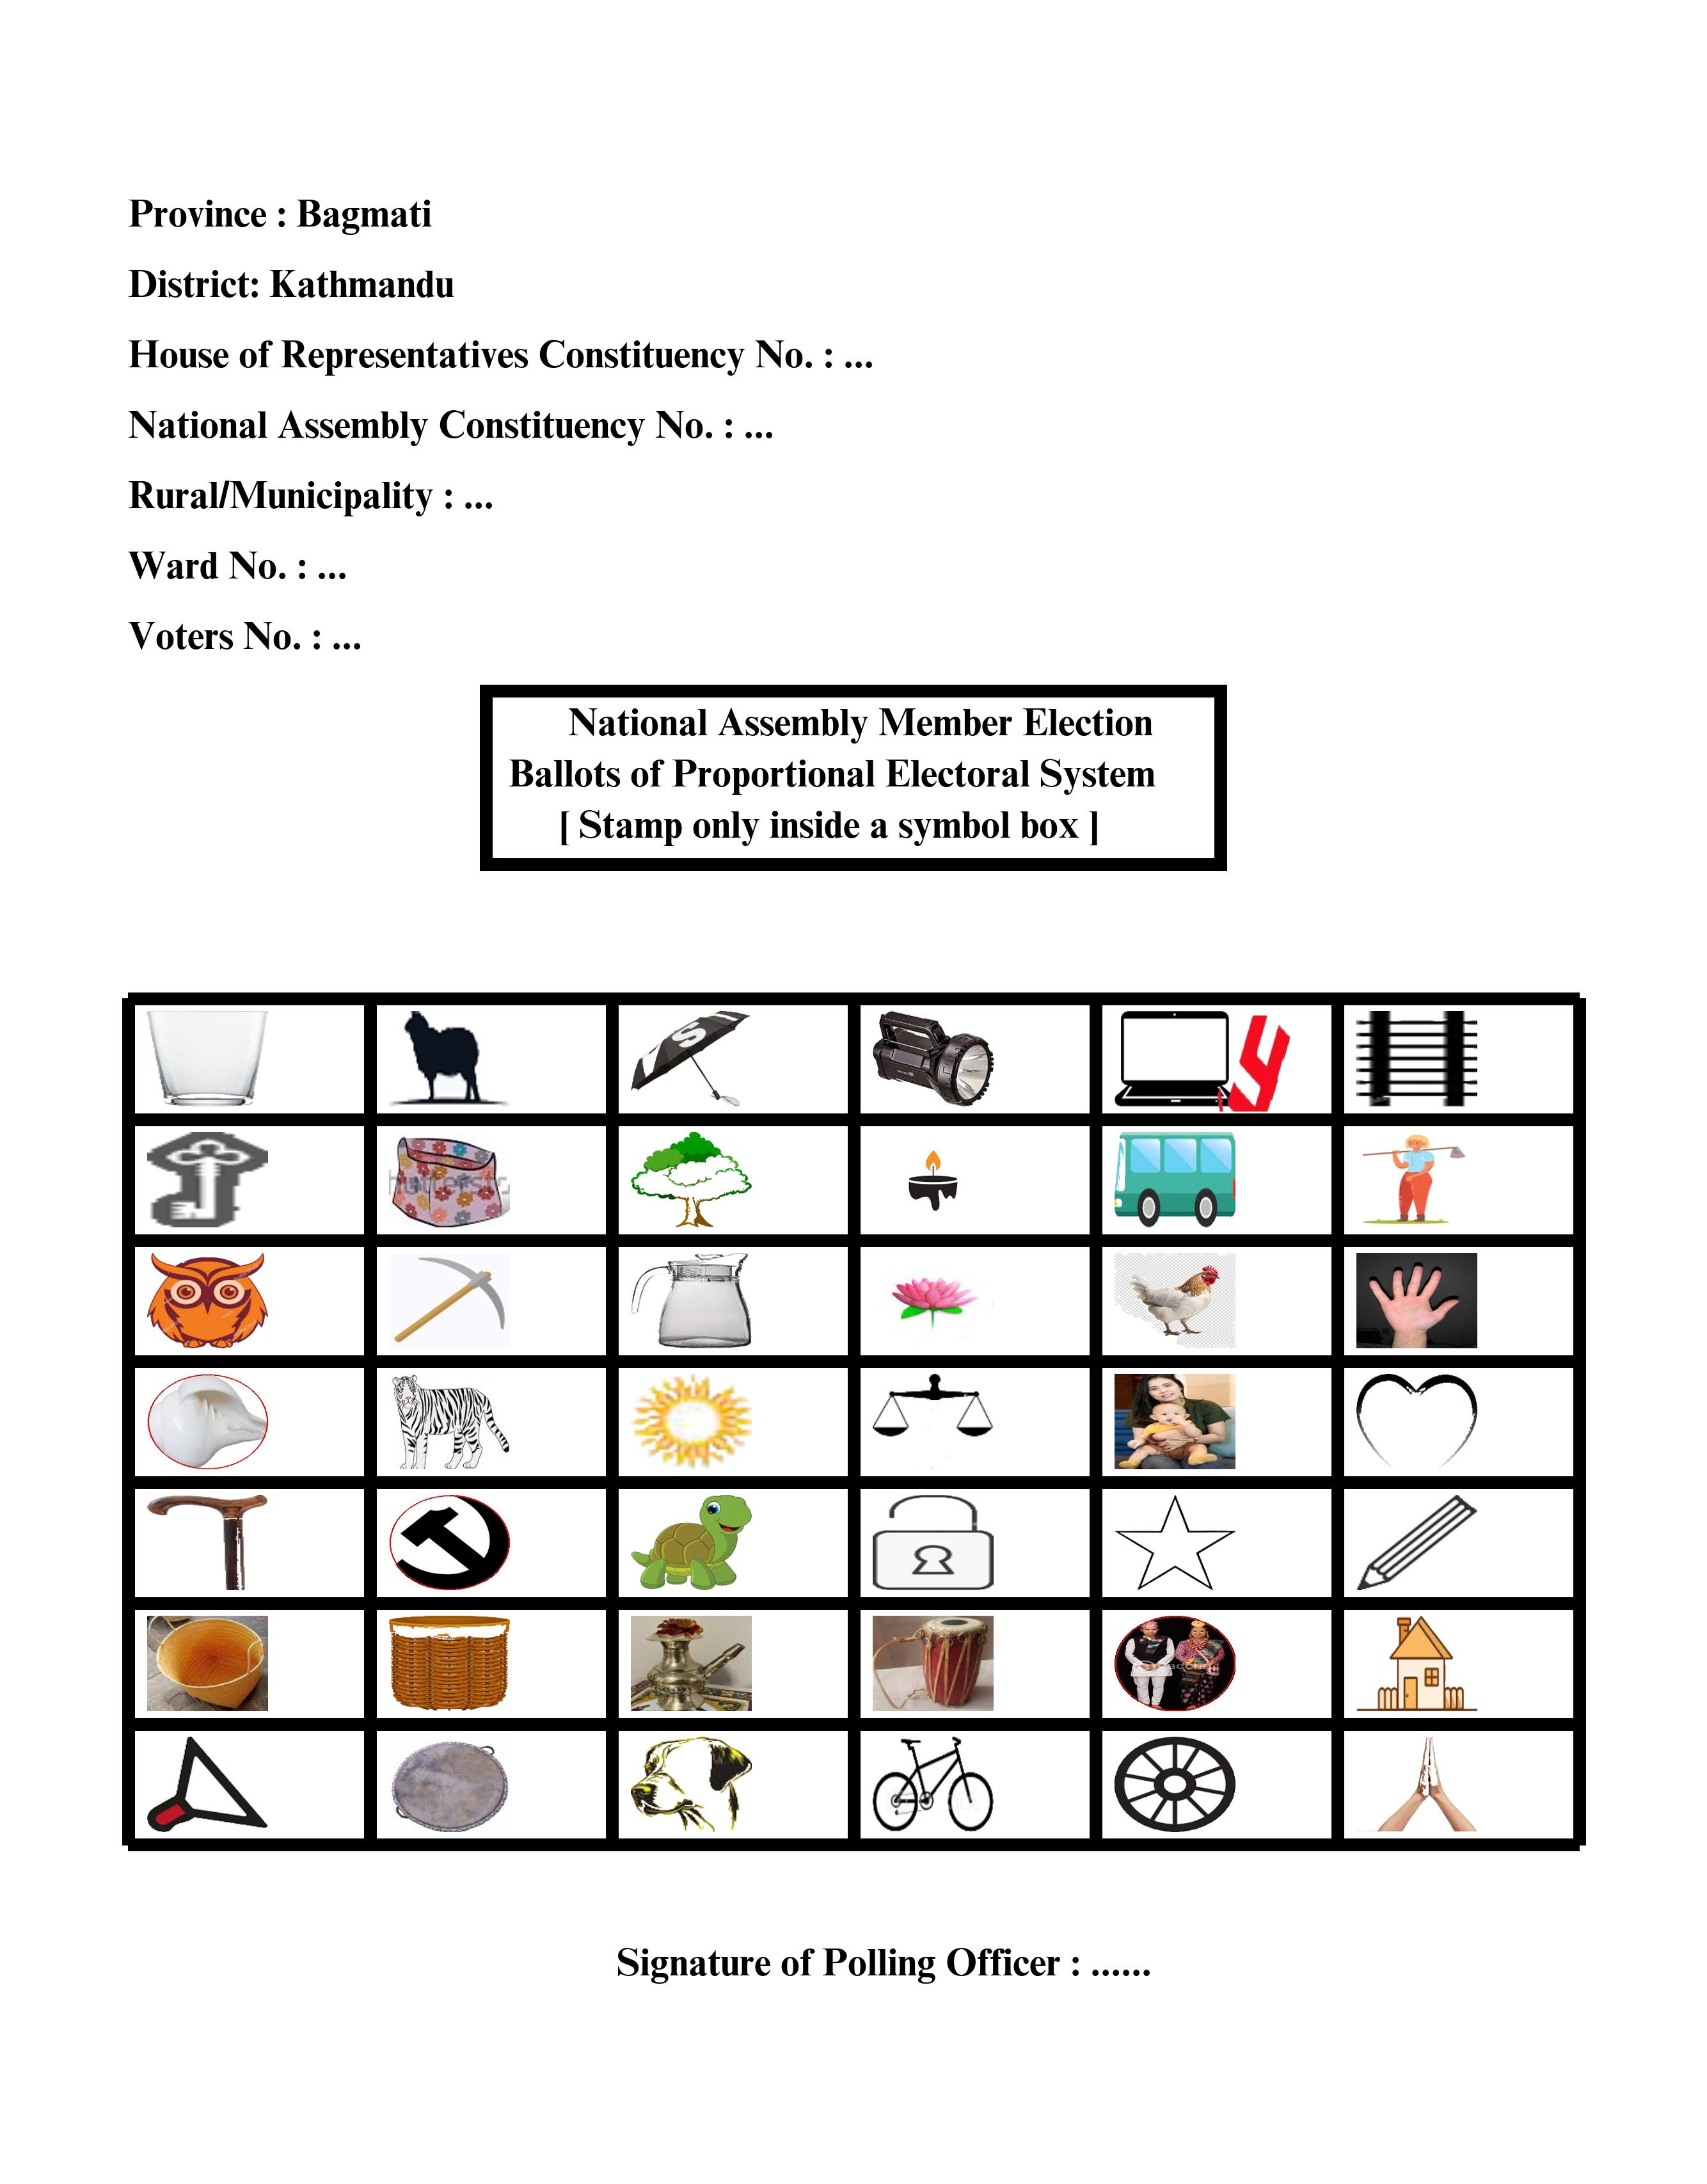 Province : Bagmati
District: Kathmandu
House of Representatives Constituency No. : ...
National Assembly Constituency No. : ...
Rural/Municipality : ...
Ward No. : ...
Voters No. : ...
National Assembly Member Election
Ballots of Proportional Electoral System
[ Stamp only inside a symbol box ]
Signature of Polling Officer : ......